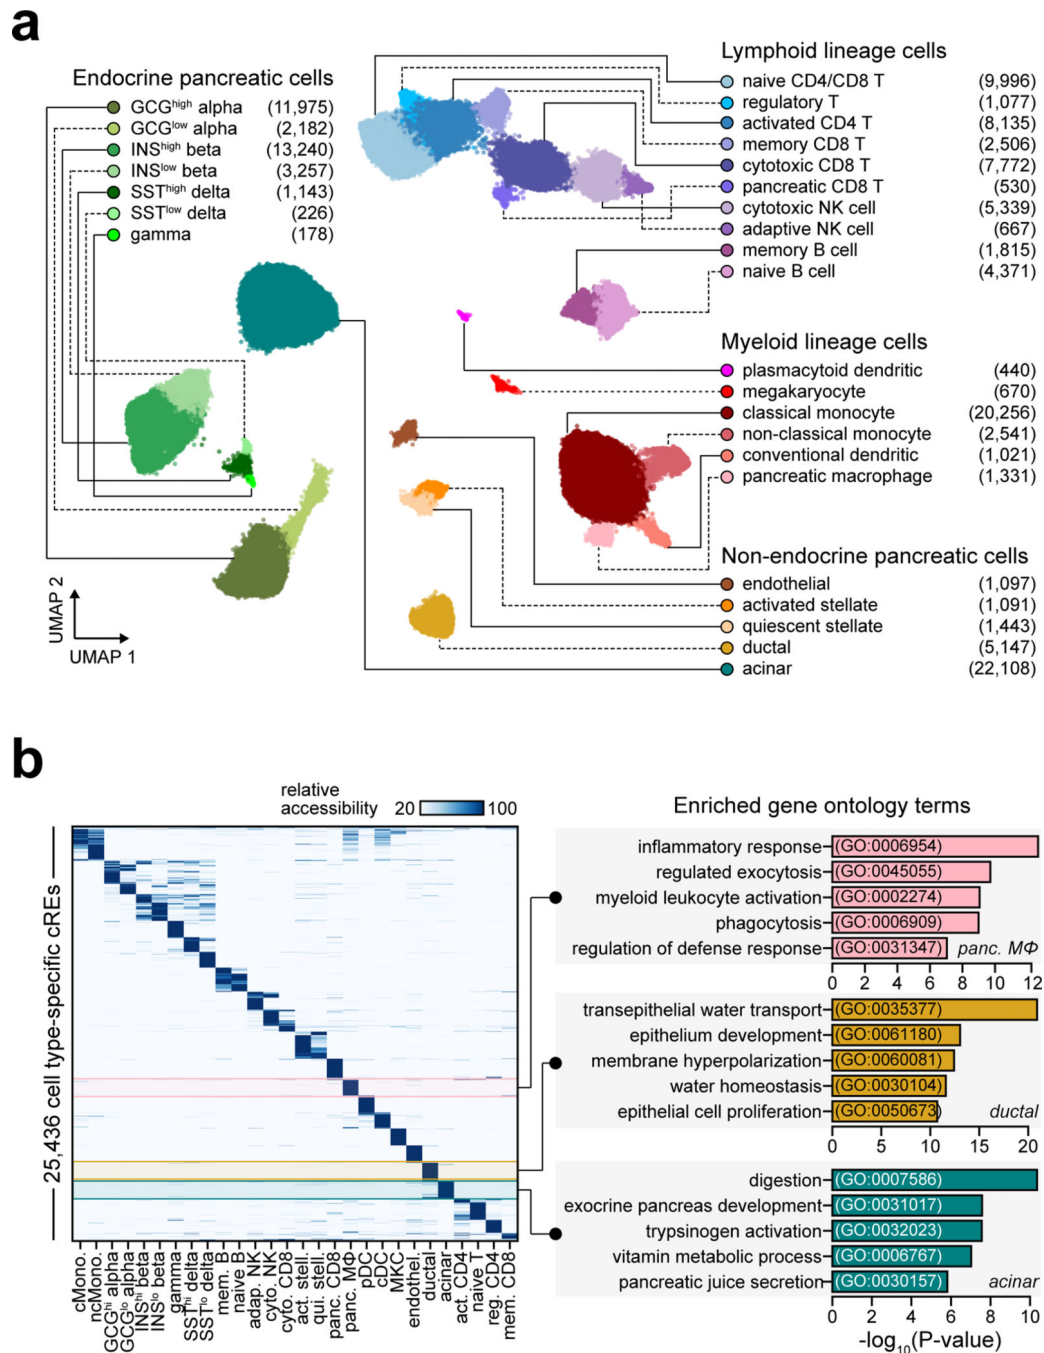 a
Endocrine pancreatic cells
GCGhigh alpha (11,975)
GCGlow alpha (2,182)
INShigh beta (13,240)
INSlow beta (3,257)
SSThigh delta (1,143)
SSTlow delta (226)
gamma (178)
Lymphoid lineage cells
naive CD4/CD8 T (9,996)
regulatory T (1,077)
activated CD4 T (8,135)
memory CD8 T (2,506)
cytotoxic CD8 T (7,772)
pancreatic CD8 T (530)
cytotoxic NK cell (5,339)
adaptive NK cell (667)
memory B cell (1,815)
naive B cell (4,371)
Myeloid lineage cells
plasmacytoid dendritic (440)
megakaryocyte (670)
classical monocyte (20,256)
non-classical monocyte (2,541)
conventional dendritic (1,021)
pancreatic macrophage (1,331)
Non-endocrine pancreatic cells
endothelial (1,097)
activated stellate (1,091)
quiescent stellate (1,443)
ductal (5,147)
acinar (22,108)
UMAP 2
UMAP 1
b
relative
accessibility 20 100
25,436 cell type-specific cREs
cMono.
ncMono.
GCGhi alpha
GCGlo alpha
INShi beta
INSlo beta
gamma
SSThi delta
SSTlo delta
mem. B
naive B
adap. NK
cyto. NK
cyto. CD8
act. stell.
qui. stell.
panc. CD8
panc. MΦ
pDC
cDC
MKC
endothel.
ductal
acinar
act. CD4
naive T
reg. CD4
mem. CD8
Enriched gene ontology terms
inflammatory response (GO:0006954)
regulated exocytosis (GO:0045055)
myeloid leukocyte activation (GO:0002274)
phagocytosis (GO:0006909)
regulation of defense response (GO:0031347) panc. MΦ
0 2 4 6 8 10 12
transepithelial water transport (GO:0035377)
epithelium development (GO:0061180)
membrane hyperpolarization (GO:0060081)
water homeostasis (GO:0030104)
epithelial cell proliferation (GO:0050673) ductal
0 5 10 15 20
digestion (GO:0007586)
exocrine pancreas development (GO:0031017)
trypsinogen activation (GO:0032023)
vitamin metabolic process (GO:0006767)
pancreatic juice secretion (GO:0030157) acinar
0 2 4 6 8 10
-log10(P-value)